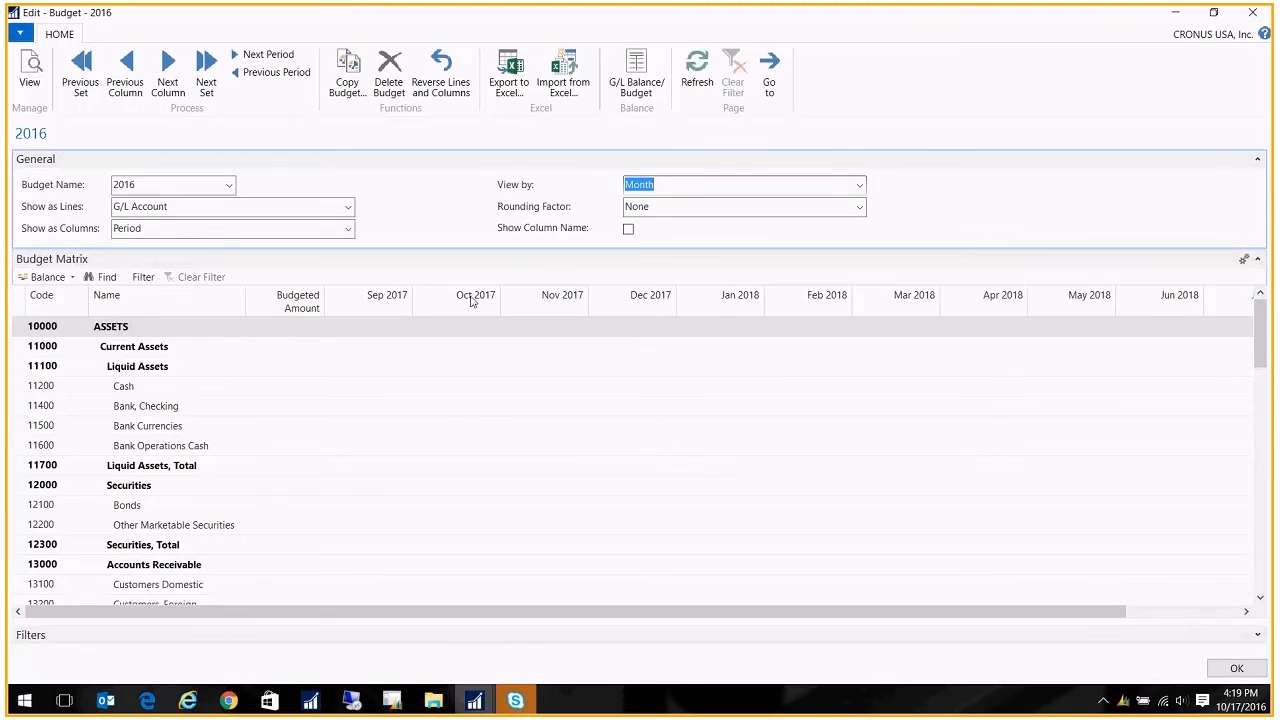 Edit - Budget - 2016
HOME
CRONUS USA, Inc.
View
Previous Set
Previous Column
Next Column
Next Set
Next Period
Previous Period
Copy Budget...
Delete Budget
Reverse Lines and Columns
Export to Excel...
Import from Excel...
G/L Balance/ Budget
Refresh
Clear Filter
Go to
Manage
Process
Functions
Excel
Balance
Page
2016
General
Budget Name: 2016
View by: Month
Show as Lines: G/L Account
Rounding Factor: None
Show as Columns: Period
Show Column Name:
Budget Matrix
Balance Find Filter Clear Filter
Code Name Budgeted Amount Sep 2017 Oct 2017 Nov 2017 Dec 2017 Jan 2018 Feb 2018 Mar 2018 Apr 2018 May 2018 Jun 2018
10000 ASSETS
11000 Current Assets
11100 Liquid Assets
11200 Cash
11400 Bank, Checking
11500 Bank Currencies
11600 Bank Operations Cash
11700 Liquid Assets, Total
12000 Securities
12100 Bonds
12200 Other Marketable Securities
12300 Securities, Total
13000 Accounts Receivable
13100 Customers Domestic
13200 Customers, Foreign
Filters
OK
4:19 PM
10/17/2016